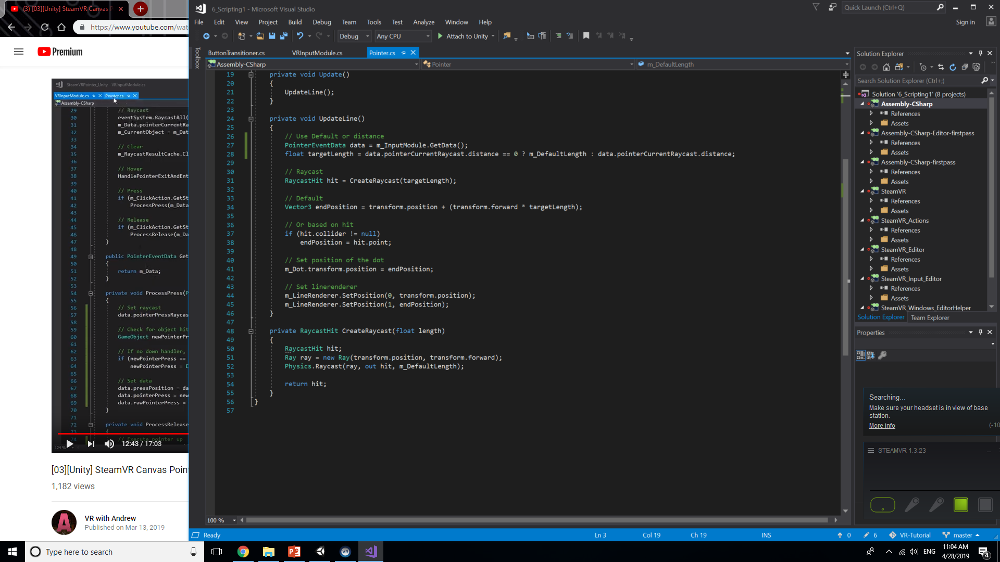 (3) [03][Unity] SteamVR Canvas P
https://www.youtube.com/wat
Premium
SteamVRPointer_Unity - VRInputModule.cs
VRInputModule.cs
Pointer.cs
Assembly-CSharp
29 // Raycast
30 eventSystem.RaycastAll(
31 m_Data.pointerCurrentRa
32 m_CurrentObject = m_Dat
33
34 // Clear
35 m_RaycastResultCache.Cl
36
37 // Hover
38 HandlePointerExitAndEnt
39
40 // Press
41 if (m_ClickAction.GetSt
42 ProcessPress(m_Data
43
44 // Release
45 if (m_ClickAction.GetSt
46 ProcessRelease(m_Da
47 }
48
49 public PointerEventData Get
50 {
51 return m_Data;
52 }
53
54 private void ProcessPress(P
55 {
56 // Set raycast
57 data.pointerPressRaycas
58
59 // Check for object hit
60 GameObject newPointerPr
61
62 // If no down handler,
63 if (newPointerPress ==
64 newPointerPress = E
65
66 // Set data
67 data.pressPosition = da
68 data.pointerPress = new
69 data.rawPointerPress =
70 }
71
72 private void ProcessRelease
73 {
74 // Execute pointer up
124 %
12:43 / 17:03
[03][Unity] SteamVR Canvas Poin
1,182 views
VR with Andrew
Published on Mar 13, 2019
6_Scripting1 - Microsoft Visual Studio
Quick Launch (Ctrl+Q)
File Edit View Project Build Debug Team Tools Test Analyze Window Help
Sign in
Debug
Any CPU
Attach to Unity
Toolbox
ButtonTransitioner.cs
VRInputModule.cs
Pointer.cs
Assembly-CSharp
Pointer
m_DefaultLength
19 private void Update()
20 {
21 UpdateLine();
22 }
23
24 private void UpdateLine()
25 {
26 // Use Default or distance
27 PointerEventData data = m_InputModule.GetData();
28 float targetLength = data.pointerCurrentRaycast.distance == 0 ? m_DefaultLength : data.pointerCurrentRaycast.distance;
29
30 // Raycast
31 RaycastHit hit = CreateRaycast(targetLength);
32
33 // Default
34 Vector3 endPosition = transform.position + (transform.forward * targetLength);
35
36 // Or based on hit
37 if (hit.collider != null)
38 endPosition = hit.point;
39
40 // Set position of the dot
41 m_Dot.transform.position = endPosition;
42
43 // Set linerenderer
44 m_LineRenderer.SetPosition(0, transform.position);
45 m_LineRenderer.SetPosition(1, endPosition);
46 }
47
48 private RaycastHit CreateRaycast(float length)
49 {
50 RaycastHit hit;
51 Ray ray = new Ray(transform.position, transform.forward);
52 Physics.Raycast(ray, out hit, m_DefaultLength);
53
54 return hit;
55 }
56 }
57
100 %
Solution Explorer
Search Solution Explorer (Ctrl+;)
Solution '6_Scripting1' (8 projects)
Assembly-CSharp
References
Assets
Assembly-CSharp-Editor-firstpass
References
Assets
Assembly-CSharp-firstpass
References
Assets
SteamVR
References
Assets
SteamVR_Actions
References
Assets
SteamVR_Editor
References
Assets
SteamVR_Input_Editor
References
Assets
SteamVR_Windows_EditorHelper
Solution Explorer
Team Explorer
Properties
Searching...
Make sure your headset is in view of base
station.
More info
(-10
STEAMVR 1.3.23
Ready
Ln 3
Col 19
Ch 19
INS
0
6
VR-Tutorial
master
Type here to search
ENG
11:04 AM
4/28/2019
4